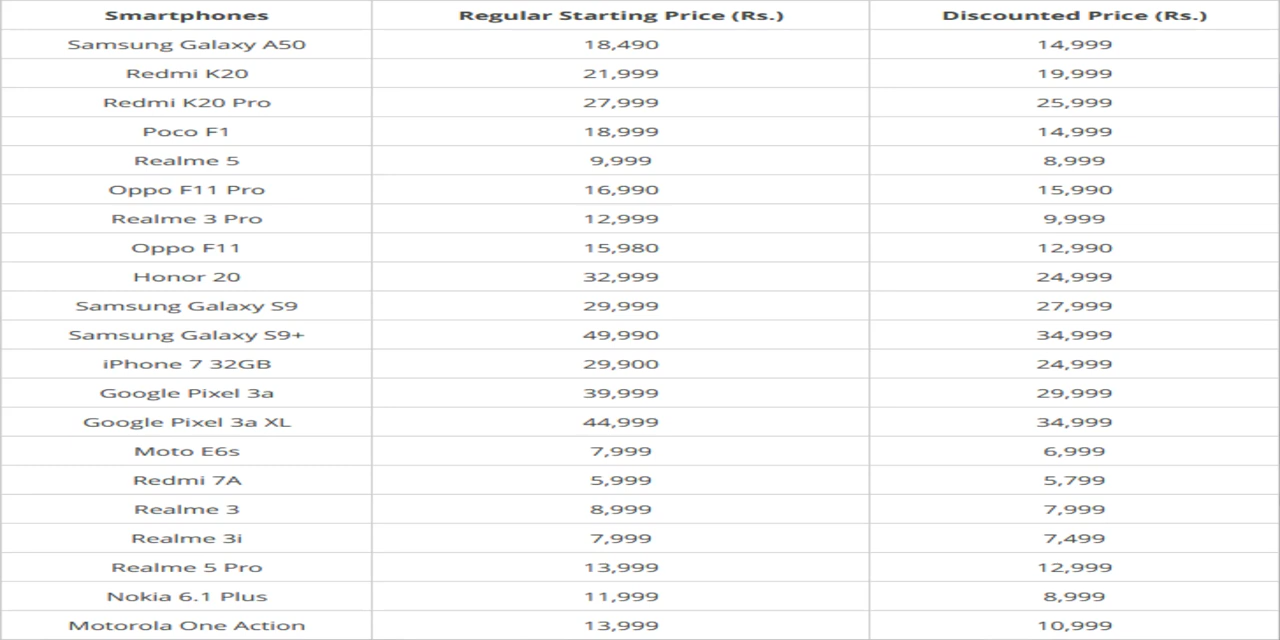 Smartphones Regular Starting Price (Rs.) Discounted Price (Rs.)
Samsung Galaxy A50 18,490 14,999
Redmi K20 21,999 19,999
Redmi K20 Pro 27,999 25,999
Poco F1 18,999 14,999
Realme 5 9,999 8,999
Oppo F11 Pro 16,990 15,990
Realme 3 Pro 12,999 9,999
Oppo F11 15,980 12,990
Honor 20 32,999 24,999
Samsung Galaxy S9 29,999 27,999
Samsung Galaxy S9+ 49,990 34,999
iPhone 7 32GB 29,900 24,999
Google Pixel 3a 39,999 29,999
Google Pixel 3a XL 44,999 34,999
Moto E6s 7,999 6,999
Redmi 7A 5,999 5,799
Realme 3 8,999 7,999
Realme 3i 7,999 7,499
Realme 5 Pro 13,999 12,999
Nokia 6.1 Plus 11,999 8,999
Motorola One Action 13,999 10,999